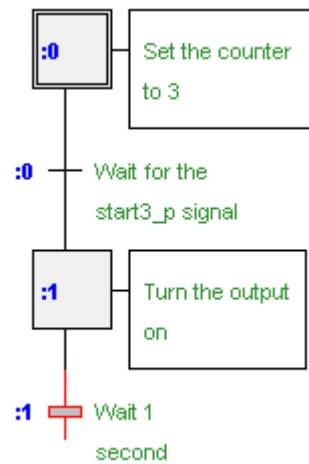 :0
Set the counter
to 3
:0
Wait for the
start3_p signal
:1
Turn the output
on
:1
Wait 1
second